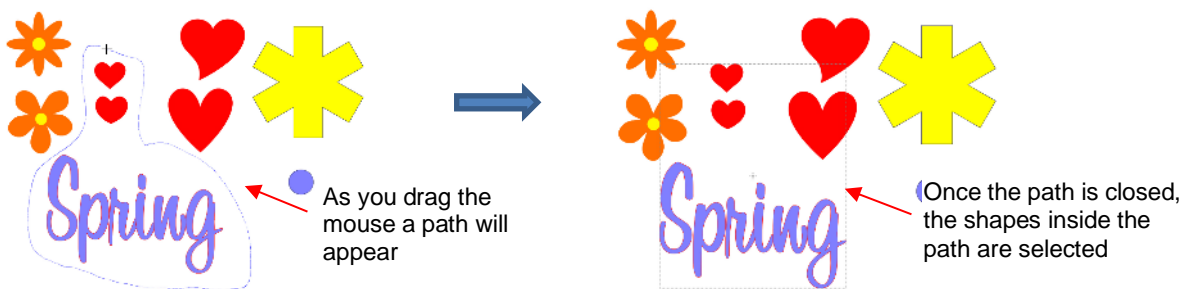 Spring
As you drag the
mouse a path will
appear
Spring
Once the path is closed,
the shapes inside the
path are selected